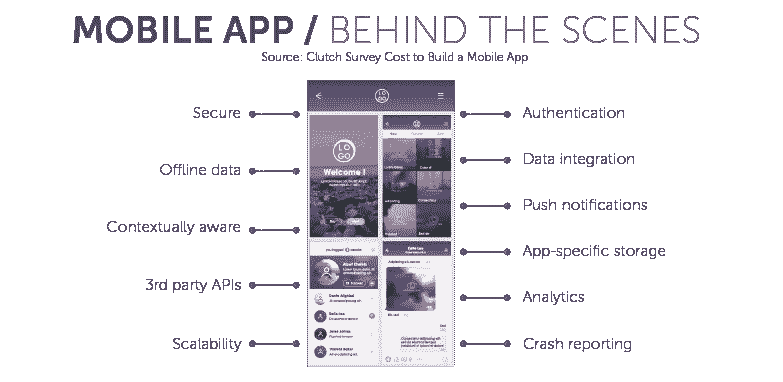 MOBILE APP / BEHIND THE SCENES
Source: Clutch Survey Cost to Build a Mobile App
Secure
Offline data
Contextually aware
3rd party APIs
Scalability
LO
GO
Welcome !
Authentication
Data integration
Push notifications
App-specific storage
Analytics
Crash reporting